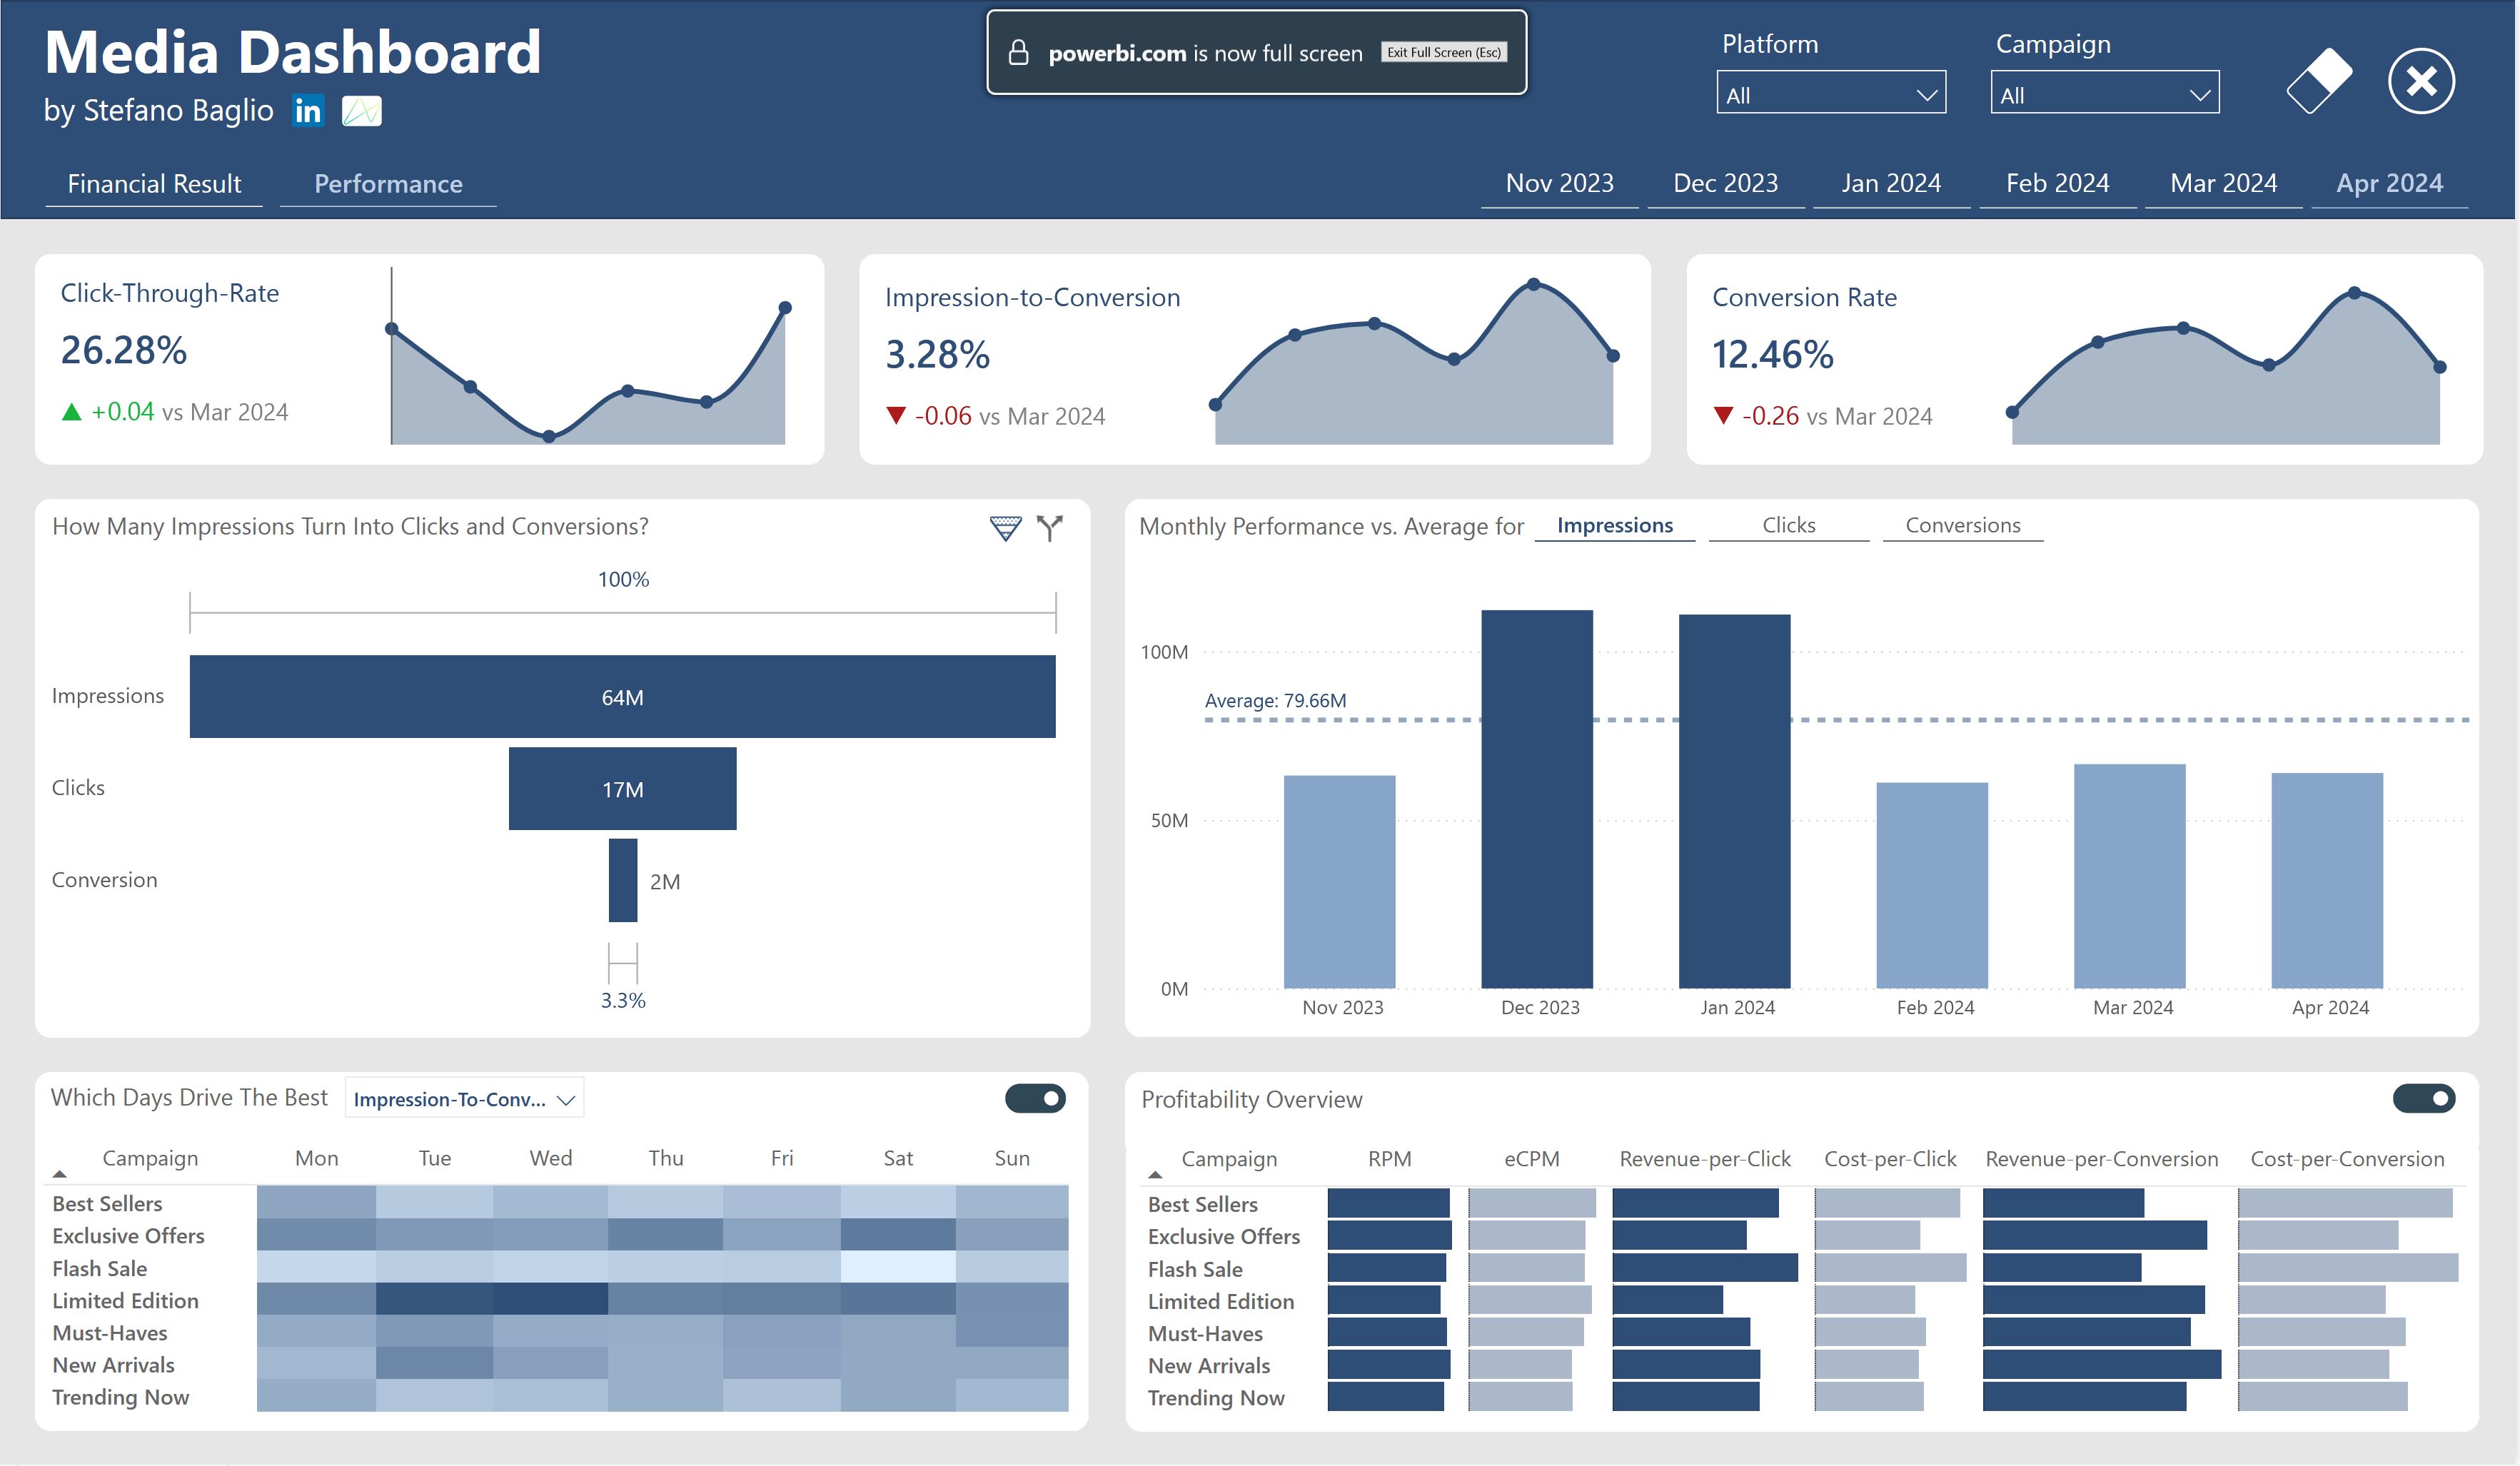 Media Dashboard
by Stefano Baglio in
powerbi.com is now full screen Exit Full Screen (Esc)
Platform
All
Campaign
All
Financial Result Performance
Nov 2023 Dec 2023 Jan 2024 Feb 2024 Mar 2024 Apr 2024
Click-Through-Rate
26.28%
+0.04 vs Mar 2024
Impression-to-Conversion
3.28%
-0.06 vs Mar 2024
Conversion Rate
12.46%
-0.26 vs Mar 2024
How Many Impressions Turn Into Clicks and Conversions?
100%
Impressions 64M
Clicks 17M
Conversion 2M
3.3%
Monthly Performance vs. Average for Impressions Clicks Conversions
100M
Average: 79.66M
50M
0M
Nov 2023 Dec 2023 Jan 2024 Feb 2024 Mar 2024 Apr 2024
Which Days Drive The Best Impression-To-Conv...
Campaign Mon Tue Wed Thu Fri Sat Sun
Best Sellers
Exclusive Offers
Flash Sale
Limited Edition
Must-Haves
New Arrivals
Trending Now
Profitability Overview
Campaign RPM eCPM Revenue-per-Click Cost-per-Click Revenue-per-Conversion Cost-per-Conversion
Best Sellers
Exclusive Offers
Flash Sale
Limited Edition
Must-Haves
New Arrivals
Trending Now